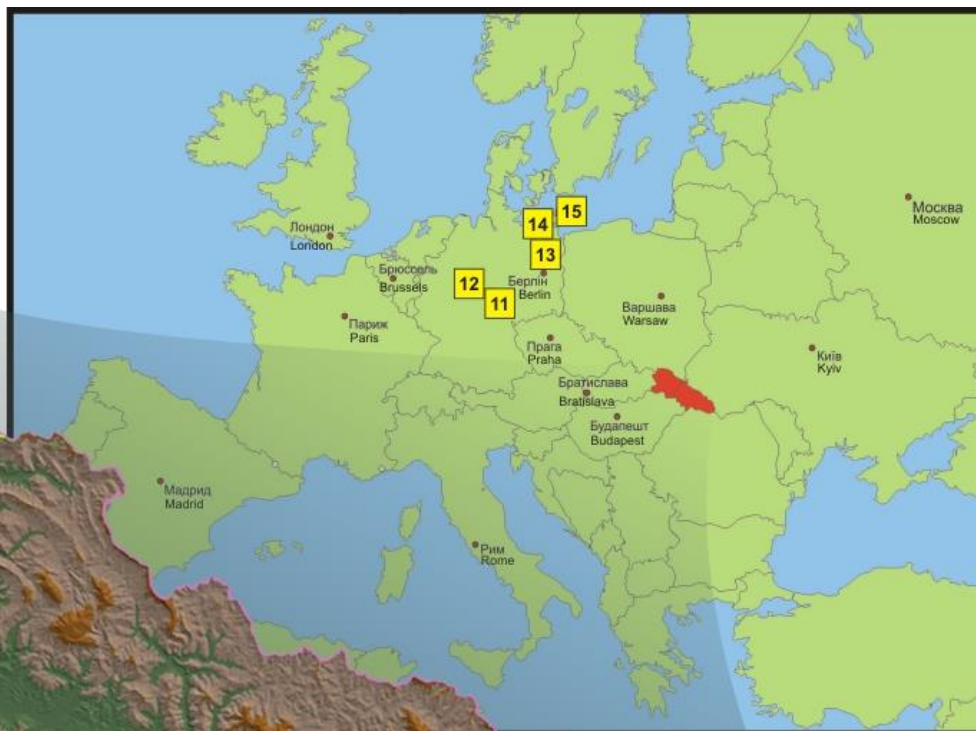 Москва
Moscow
15
14
Лондон
London
13
Брюссель
Brussels
12
Берлін
Berlin
11
Варшава
Warsaw
Париж
Paris
Прага
Praha
Київ
Kyiv
Братислава
Bratislava
Будапешт
Budapest
Мадрид
Madrid
Рим
Rome